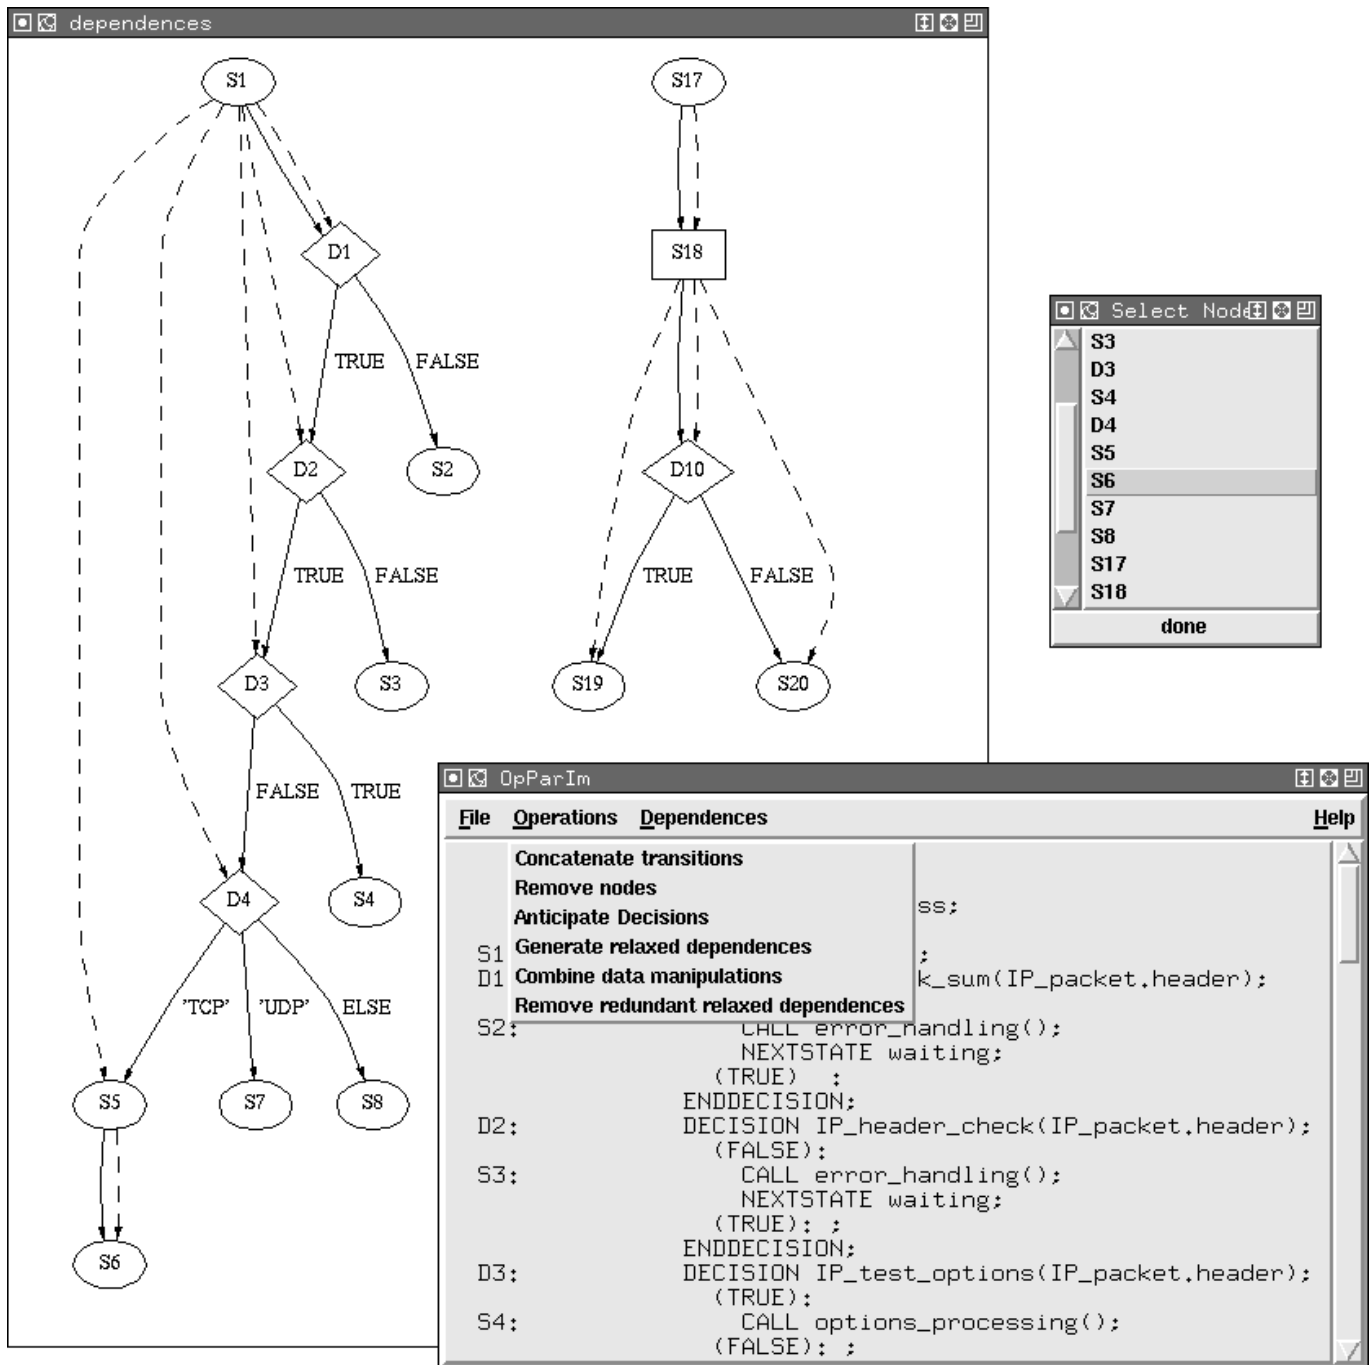 dependences
S1
S17
D1
S18
TRUE FALSE
D2
S2
D10
TRUE FALSE
TRUE FALSE
D3
S3
S19
S20
FALSE TRUE
D4
S4
'TCP' 'UDP' ELSE
S5
S7
S8
S6
Select Node
S3
D3
S4
D4
S5
S6
S7
S8
S17
S18
done
OpParIm
File Operations Dependences Help
Concatenate transitions
Remove nodes
Anticipate Decisions
Generate relaxed dependences
Combine data manipulations
Remove redundant relaxed dependences
ss;
S1 ;
D1 k_sum(IP_packet.header);
S2: CALL error_handling();
NEXTSTATE waiting;
(TRUE) :
ENDDECISION;
D2: DECISION IP_header_check(IP_packet.header);
(FALSE):
S3: CALL error_handling();
NEXTSTATE waiting;
(TRUE): ;
ENDDECISION;
D3: DECISION IP_test_options(IP_packet.header);
(TRUE):
S4: CALL options_processing();
(FALSE): ;